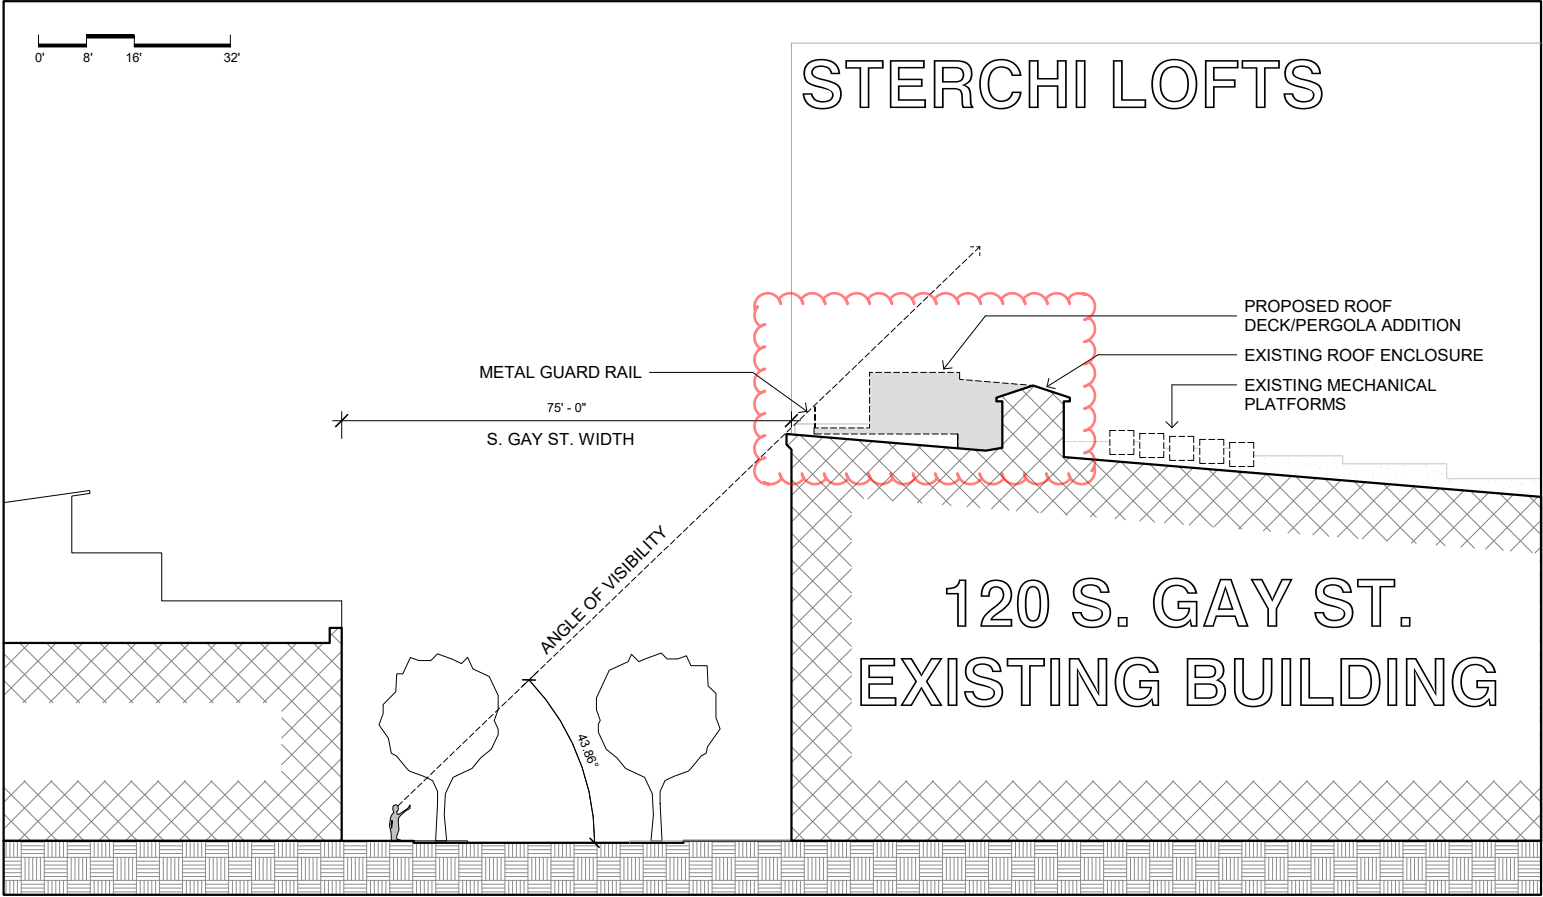 0' 8' 16' 32'
STERCHI LOFTS
PROPOSED ROOF
DECK/PERGOLA ADDITION
EXISTING ROOF ENCLOSURE
EXISTING MECHANICAL
PLATFORMS
METAL GUARD RAIL
75' - 0"
S. GAY ST. WIDTH
ANGLE OF VISIBILITY
43.86°
120 S. GAY ST.
EXISTING BUILDING